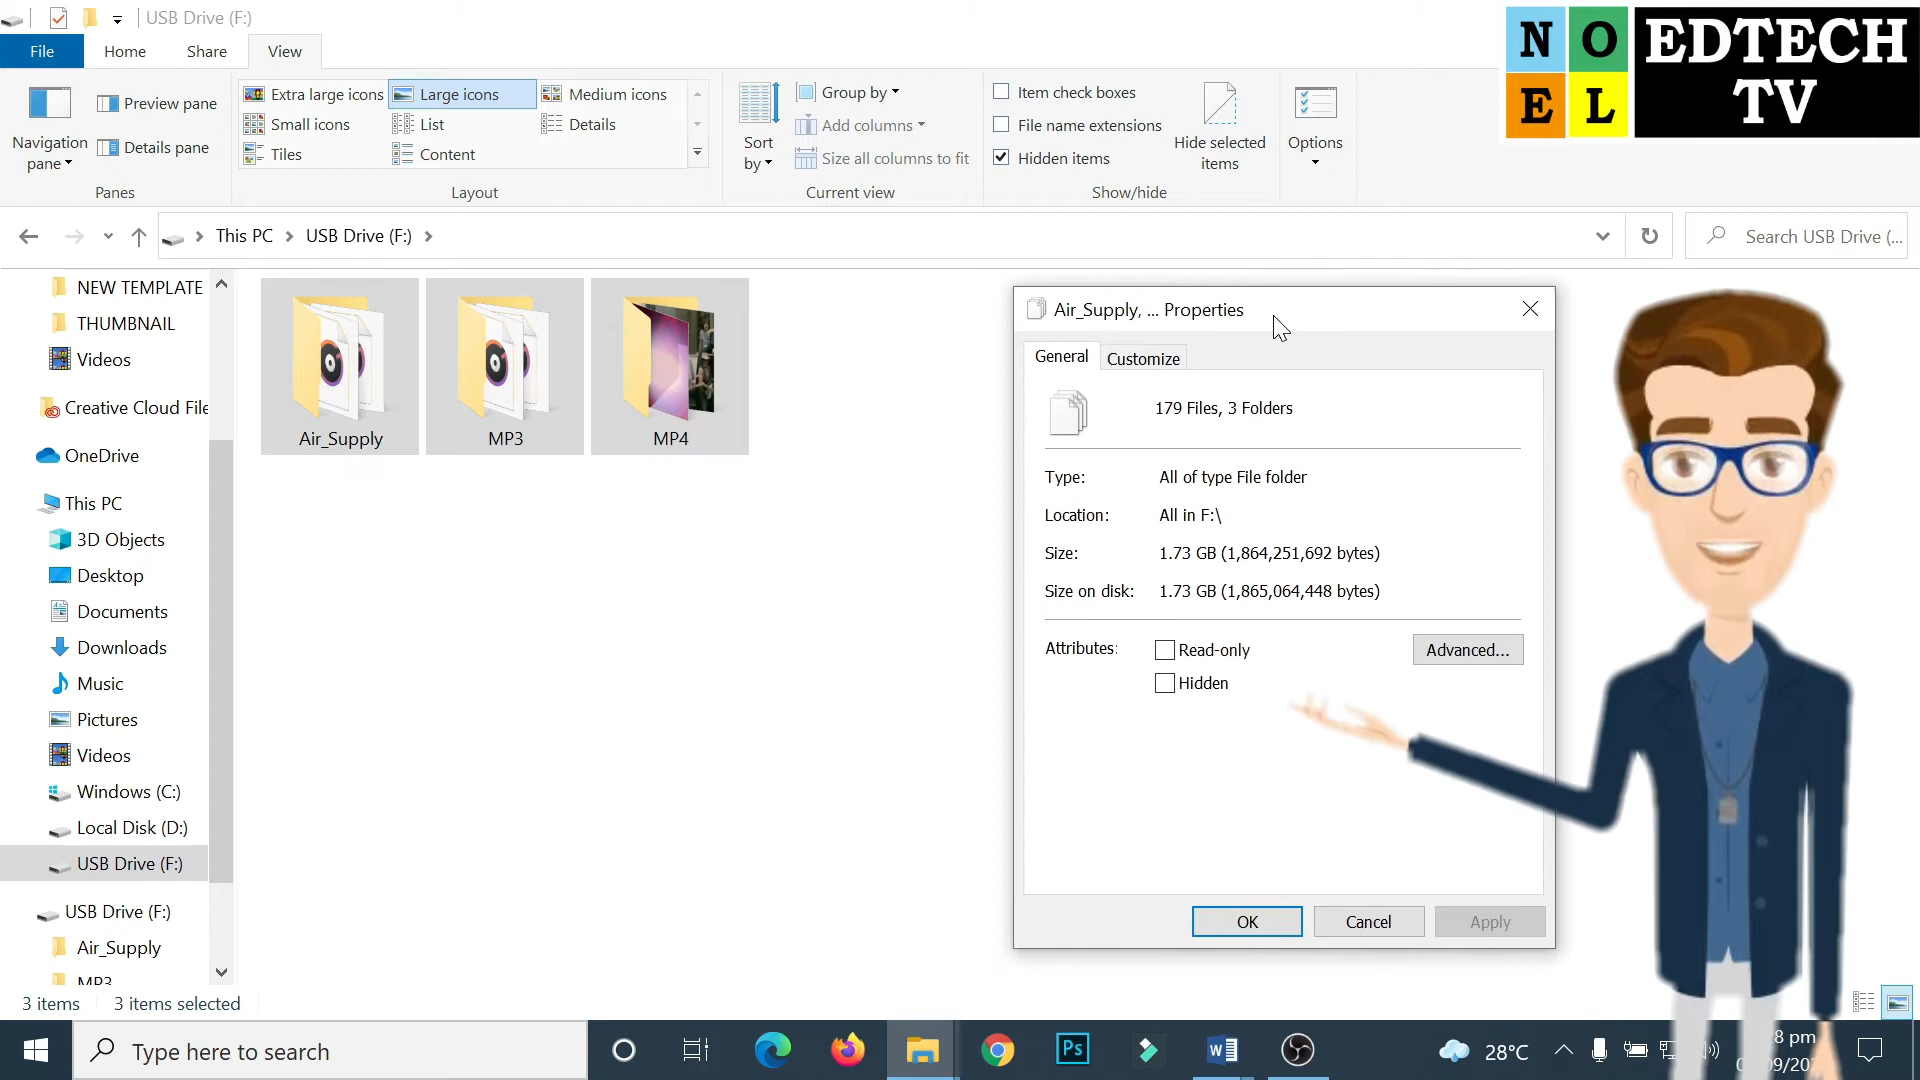 USB Drive (F:)
File Home Share View
Navigation pane
Preview pane
Details pane
Panes
Extra large icons Large icons Medium icons
Small icons List Details
Tiles Content
Layout
Sort by
Group by
Add columns
Size all columns to fit
Current view
Item check boxes
File name extensions
Hidden items
Hide selected items
Show/hide
Options
NOEL EDTECH TV
This PC USB Drive (F:)
Search USB Drive (...
NEW TEMPLATE
THUMBNAIL
Videos
Creative Cloud File
OneDrive
This PC
3D Objects
Desktop
Documents
Downloads
Music
Pictures
Videos
Windows (C:)
Local Disk (D:)
USB Drive (F:)
USB Drive (F:)
Air_Supply
MP3
Air_Supply MP3 MP4
Air_Supply, ... Properties
General Customize
179 Files, 3 Folders
Type: All of type File folder
Location: All in F:\
Size: 1.73 GB (1,864,251,692 bytes)
Size on disk: 1.73 GB (1,865,064,448 bytes)
Attributes: Read-only Advanced...
Hidden
OK Cancel Apply
3 items 3 items selected
Type here to search
Ps
W
28°C
pm